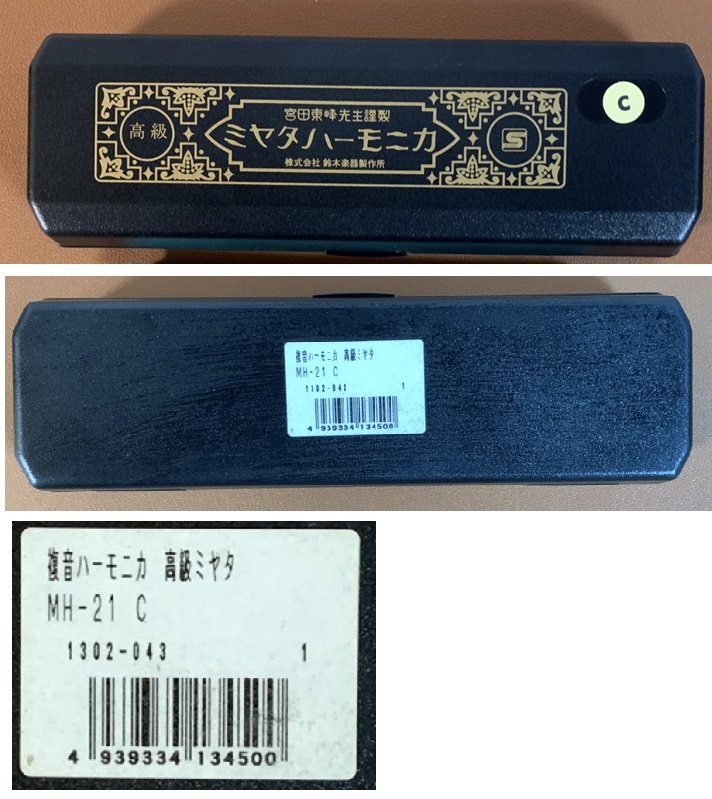 宮田東峰先生謹製
高級
ミヤタハーモニカ
S
株式会社 鈴木楽器製作所
C
複音ハーモニカ 高級ミヤタ
MH-21 C
1302-043 1
4 939334 134500
複音ハーモニカ 高級ミヤタ
MH-21 C
1302-043 1
4 939334 134500